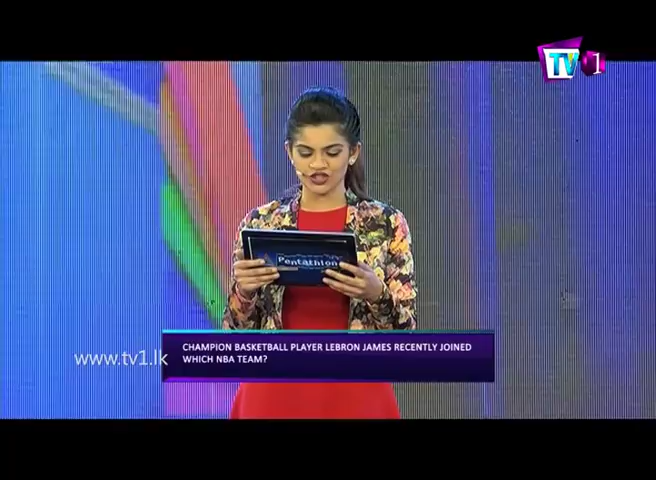 TV1
Pentathlon
CHAMPION BASKETBALL PLAYER LEBRON JAMES RECENTLY JOINED
WHICH NBA TEAM?
www.tv1.lk